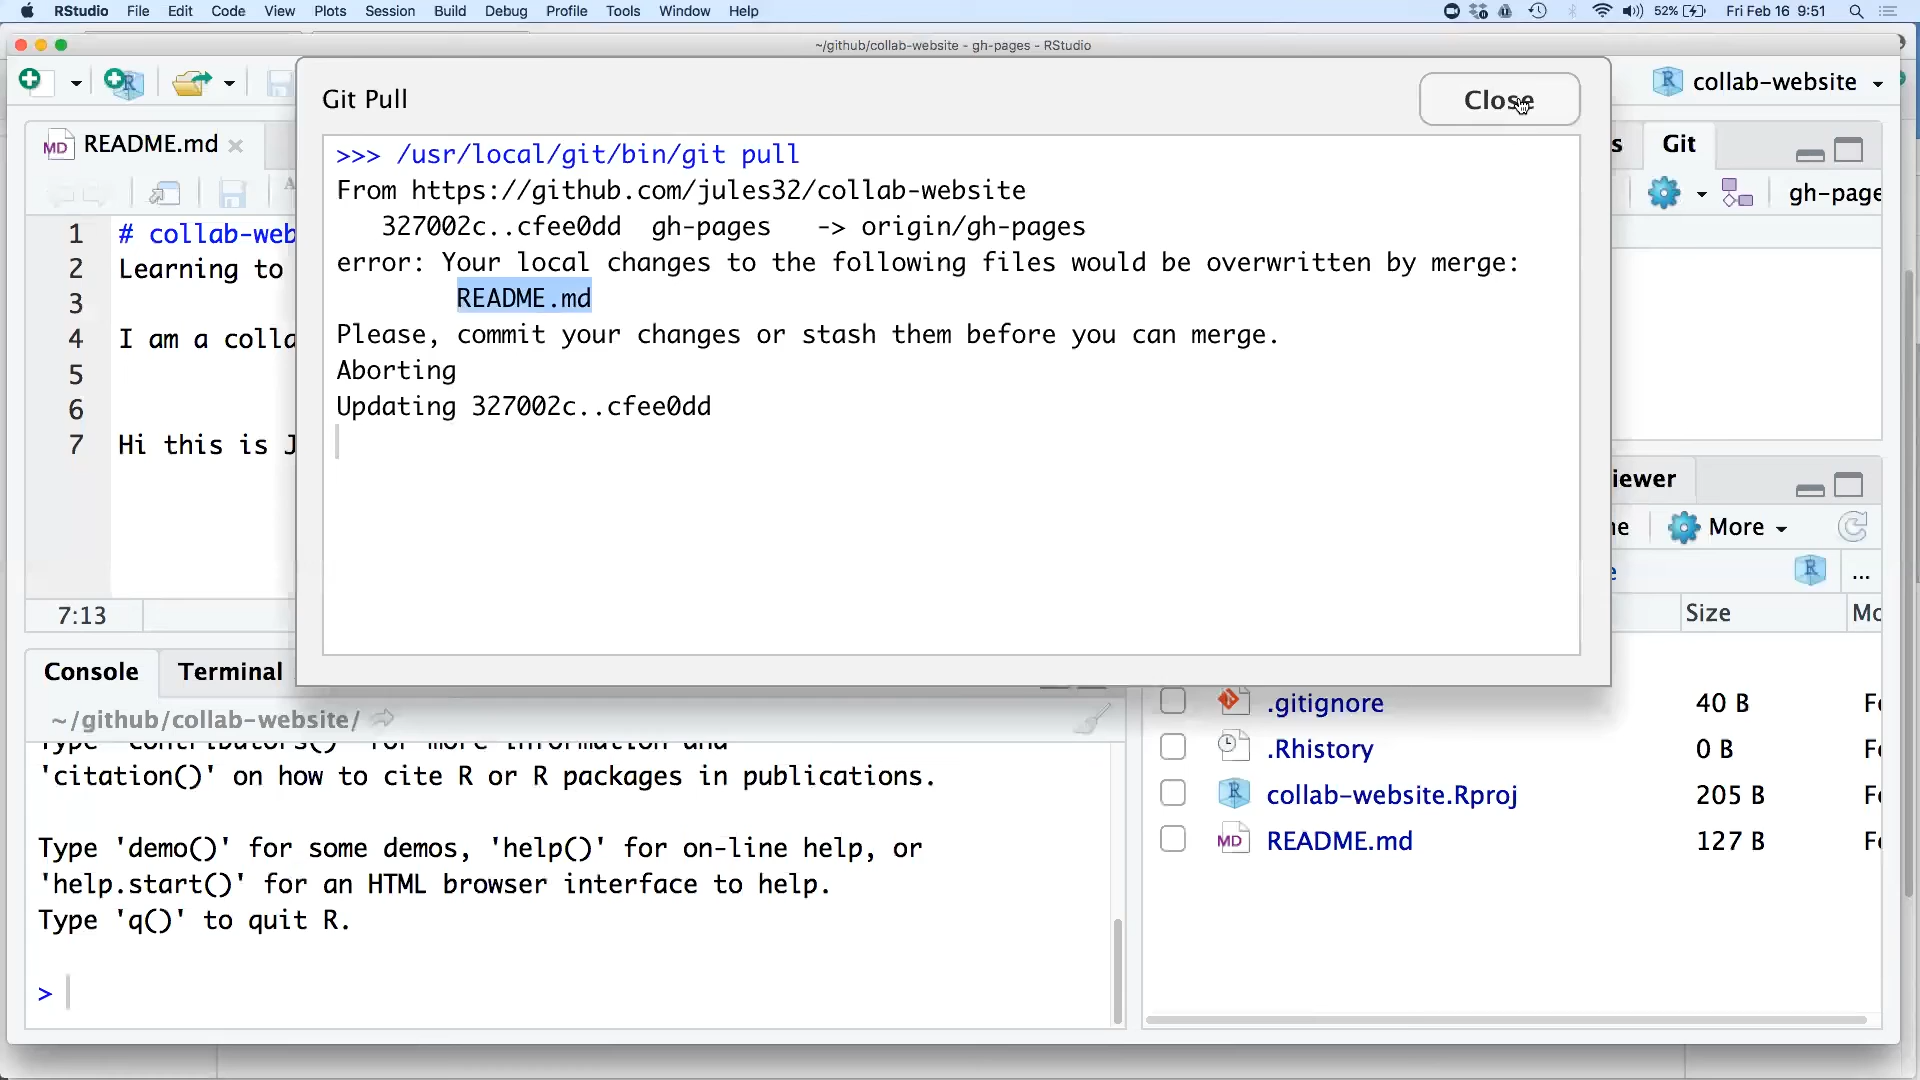 RStudio File Edit Code View Plots Session Build Debug Profile Tools Window Help 52% Fri Feb 16 9:51
~/github/collab-website - gh-pages - RStudio
collab-website
Git Pull
Close
README.md
Git
gh-page
>>> /usr/local/git/bin/git pull
From https://github.com/jules32/collab-website
327002c..cfee0dd gh-pages -> origin/gh-pages
error: Your local changes to the following files would be overwritten by merge:
README.md
Please, commit your changes or stash them before you can merge.
Aborting
Updating 327002c..cfee0dd
1 # collab-web
2 Learning to
3
4 I am a colla
5
6
7 Hi this is J
7:13
iewer
More
...
Size
Console Terminal
~/github/collab-website/
Type 'contributors()' for more information and
'citation()' on how to cite R or R packages in publications.
Type 'demo()' for some demos, 'help()' for on-line help, or
'help.start()' for an HTML browser interface to help.
Type 'q()' to quit R.
>
.gitignore 40 B
.Rhistory 0 B
collab-website.Rproj 205 B
README.md 127 B